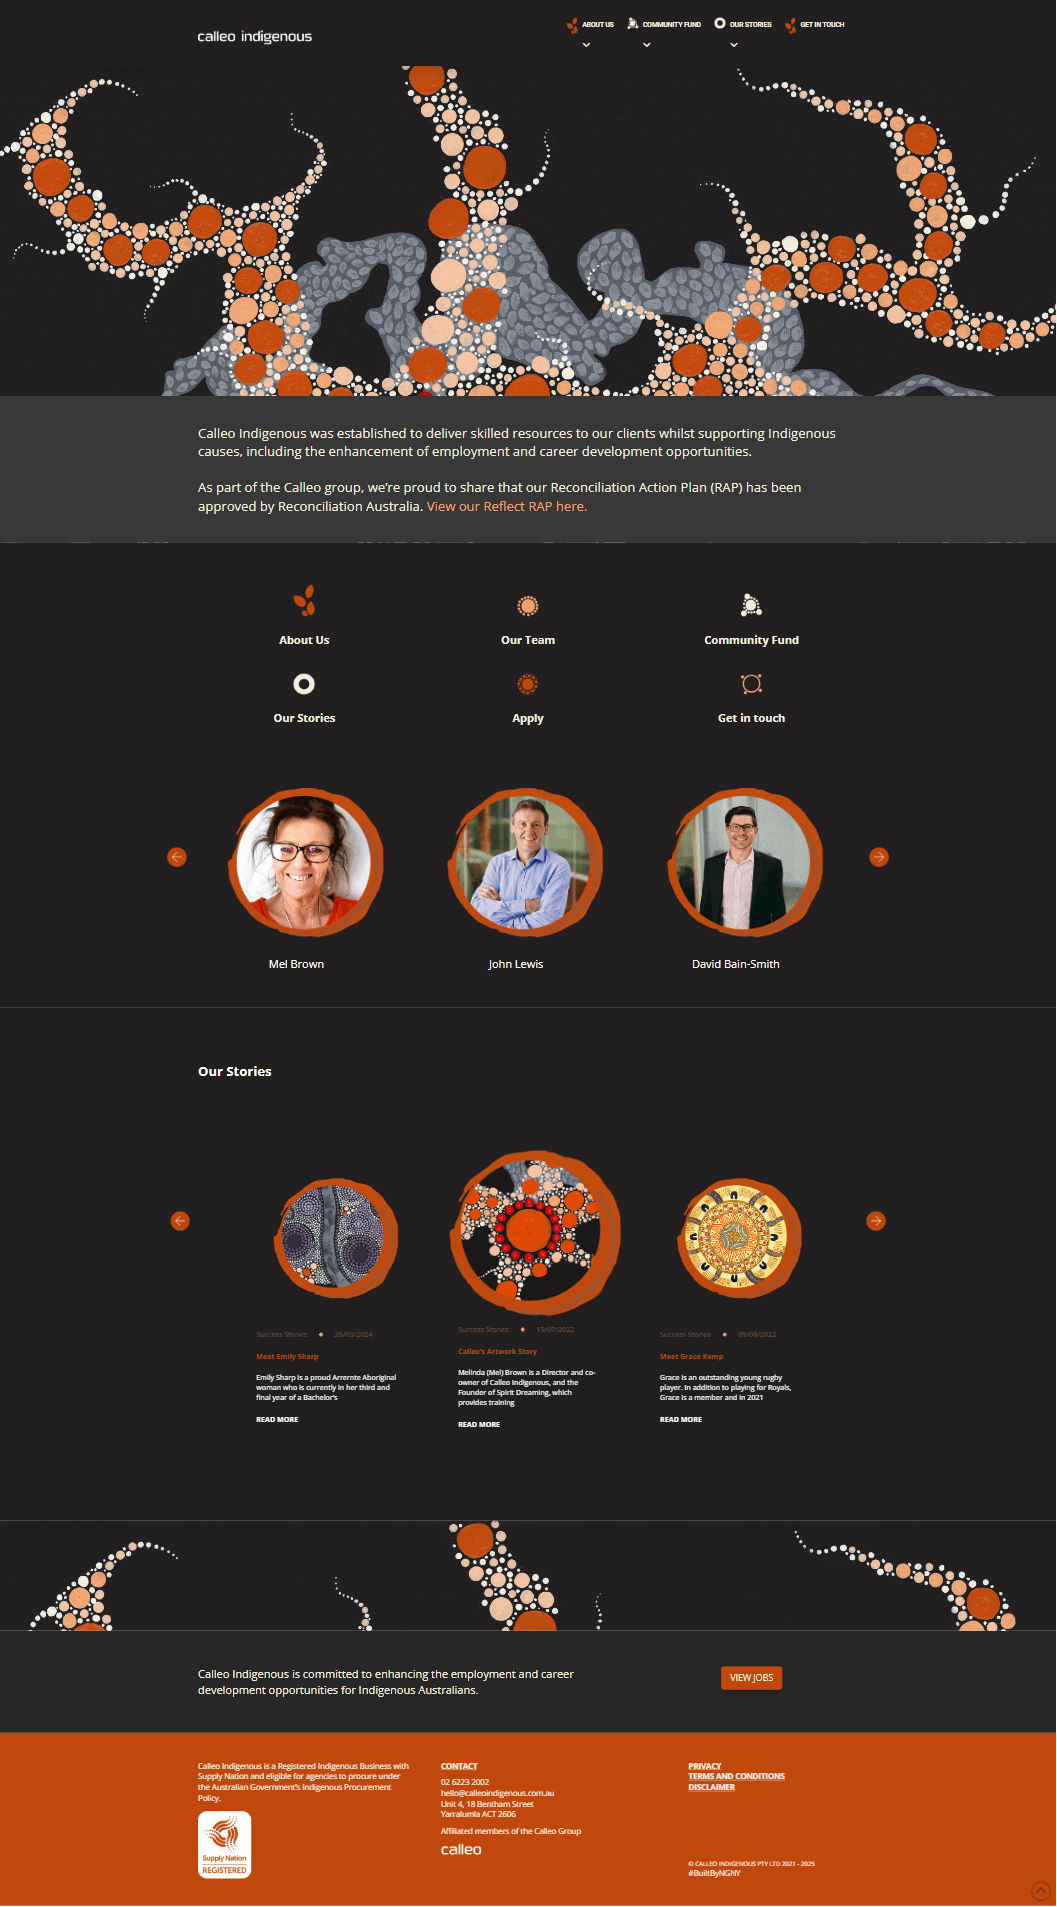 calleo indigenous
ABOUT US
COMMUNITY FUND
OUR STORIES
GET IN TOUCH
Calleo Indigenous was established to deliver skilled resources to our clients whilst supporting Indigenous
causes, including the enhancement of employment and career development opportunities.
As part of the Calleo group, we're proud to share that our Reconciliation Action Plan (RAP) has been
approved by Reconciliation Australia. View our Reflect RAP here.
About Us
Our Team
Community Fund
Our Stories
Apply
Get in touch
Mel Brown
John Lewis
David Bain-Smith
Our Stories
Success Stories
26/03/2024
Meet Emily Sharp
Emily Sharp is a proud Arrernte Aboriginal
woman who is currently in her third and
final year of a Bachelor's
READ MORE
Success Stories
15/07/2022
Calleo's Artwork Story
Melinda (Mel) Brown is a Director and co-
owner of Calleo Indigenous, and the
Founder of Spirit Dreaming, which
provides training
READ MORE
Success Stories
09/08/2022
Meet Grace Kemp
Grace is an outstanding young rugby
player. In addition to playing for Royals,
Grace is a member and in 2021
READ MORE
Calleo Indigenous is committed to enhancing the employment and career
development opportunities for Indigenous Australians.
VIEW JOBS
Calleo Indigenous is a Registered Indigenous Business with
Supply Nation and eligible for agencies to procure under
the Australian Government's Indigenous Procurement
Policy.
Supply Nation
REGISTERED
CONTACT
02 6223 2002
hello@calleoindigenous.com.au
Unit 4, 18 Bentham Street
Yarralumla ACT 2606
Affiliated members of the Calleo Group
calleo
PRIVACY
TERMS AND CONDITIONS
DISCLAIMER
© CALLEO INDIGENOUS PTY LTD 2021 - 2025
#BuiltByNGNY